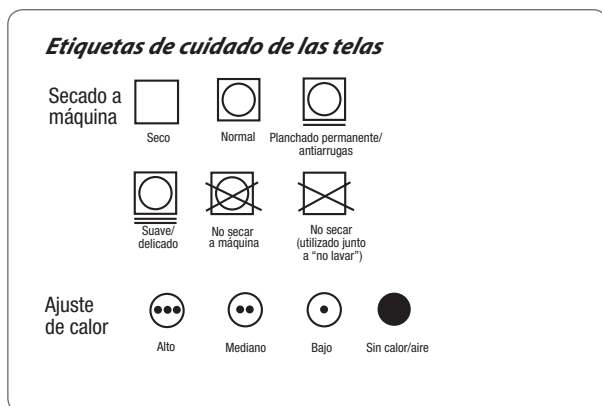 Etiquetas de cuidado de las telas
Secado a
máquina
Seco
Normal
Planchado permanente/
antiarrugas
Suave/
delicado
No secar
a máquina
No secar
(utilizado junto
a “no lavar”)
Ajuste
de calor
Alto
Mediano
Bajo
Sin calor/aire